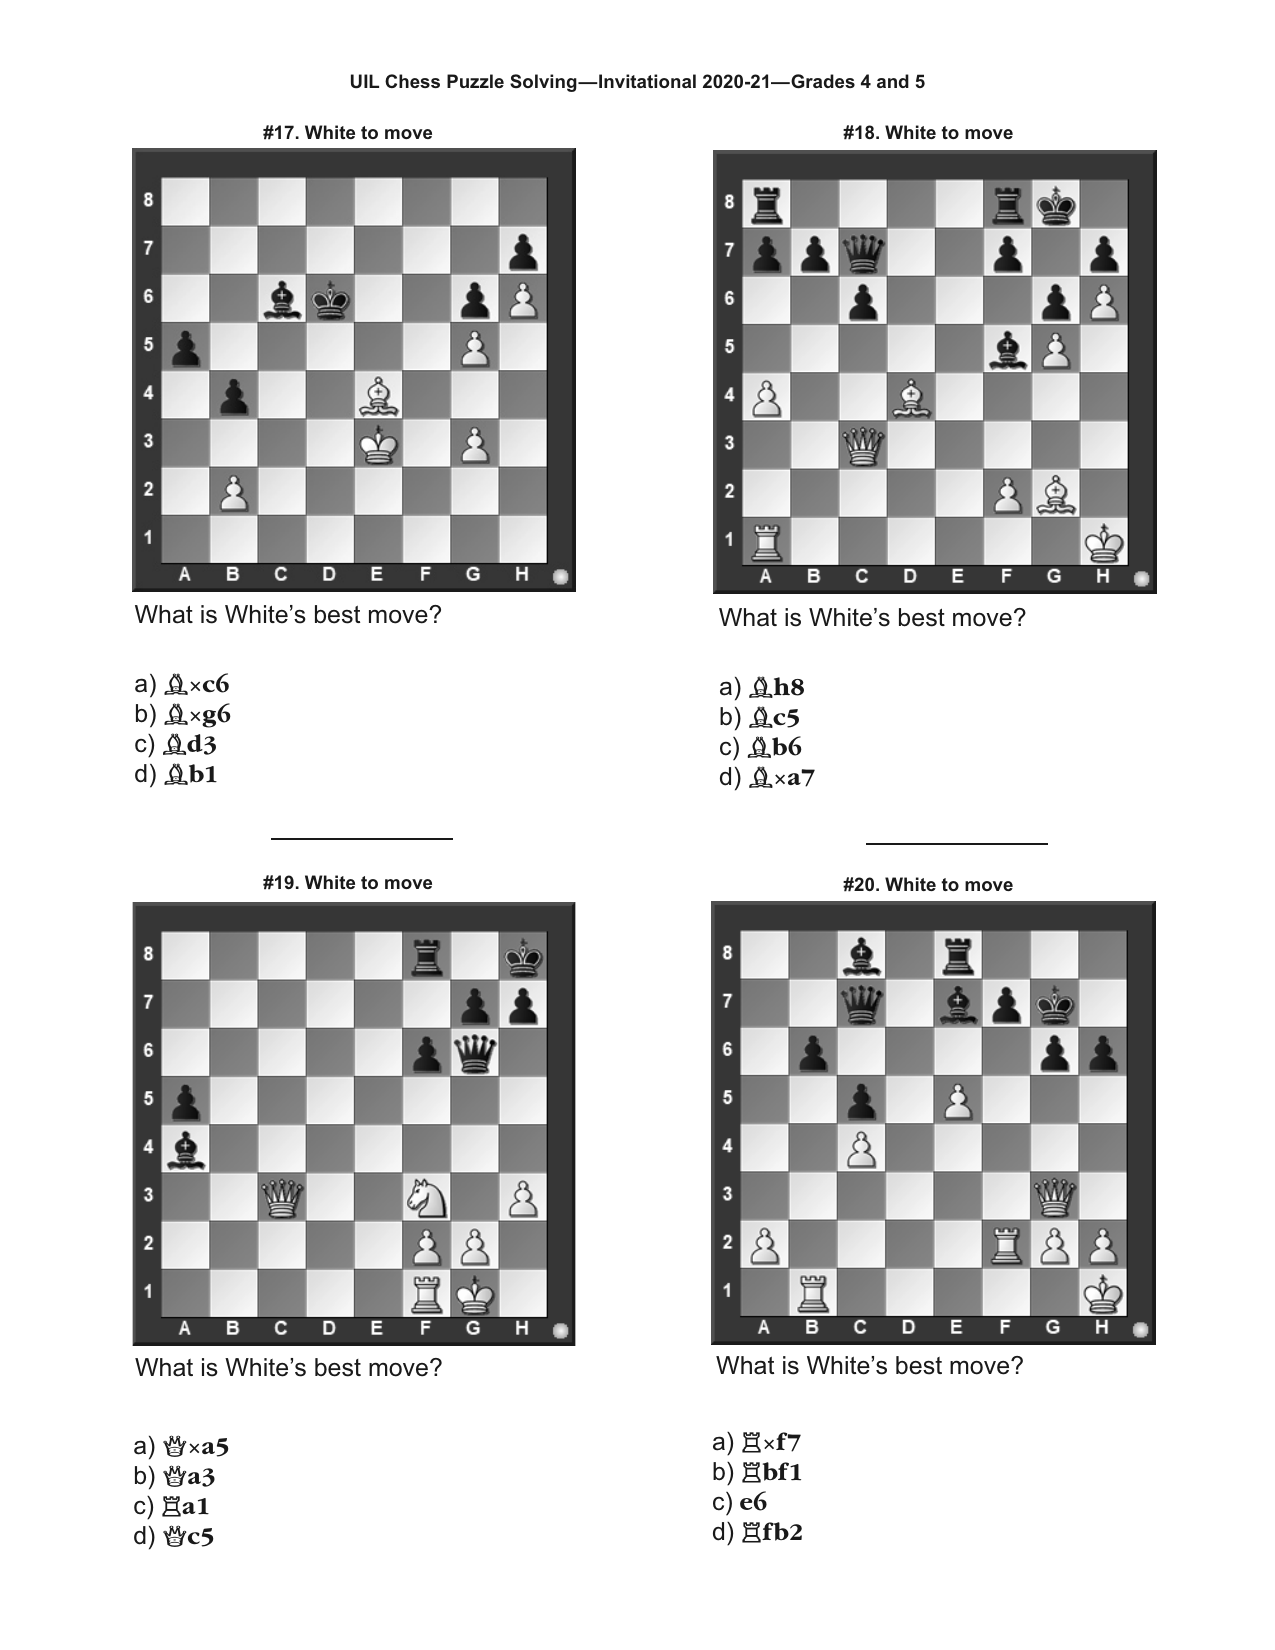 UIL Chess Puzzle Solving—Invitational 2020-21—Grades 4 and 5
#17. White to move
8
7
6
5
4
3
2
1
A B C D E F G H
What is White’s best move?
a) ♗×c6
b) ♗×g6
c) ♗d3
d) ♗b1
#18. White to move
8
7
6
5
4
3
2
1
A B C D E F G H
What is White’s best move?
a) ♗h8
b) ♗c5
c) ♗b6
d) ♗×a7
#19. White to move
8
7
6
5
4
3
2
1
A B C D E F G H
What is White’s best move?
a) ♕×a5
b) ♕a3
c) ♖a1
d) ♕c5
#20. White to move
8
7
6
5
4
3
2
1
A B C D E F G H
What is White’s best move?
a) ♖×f7
b) ♖bf1
c) e6
d) ♖fb2